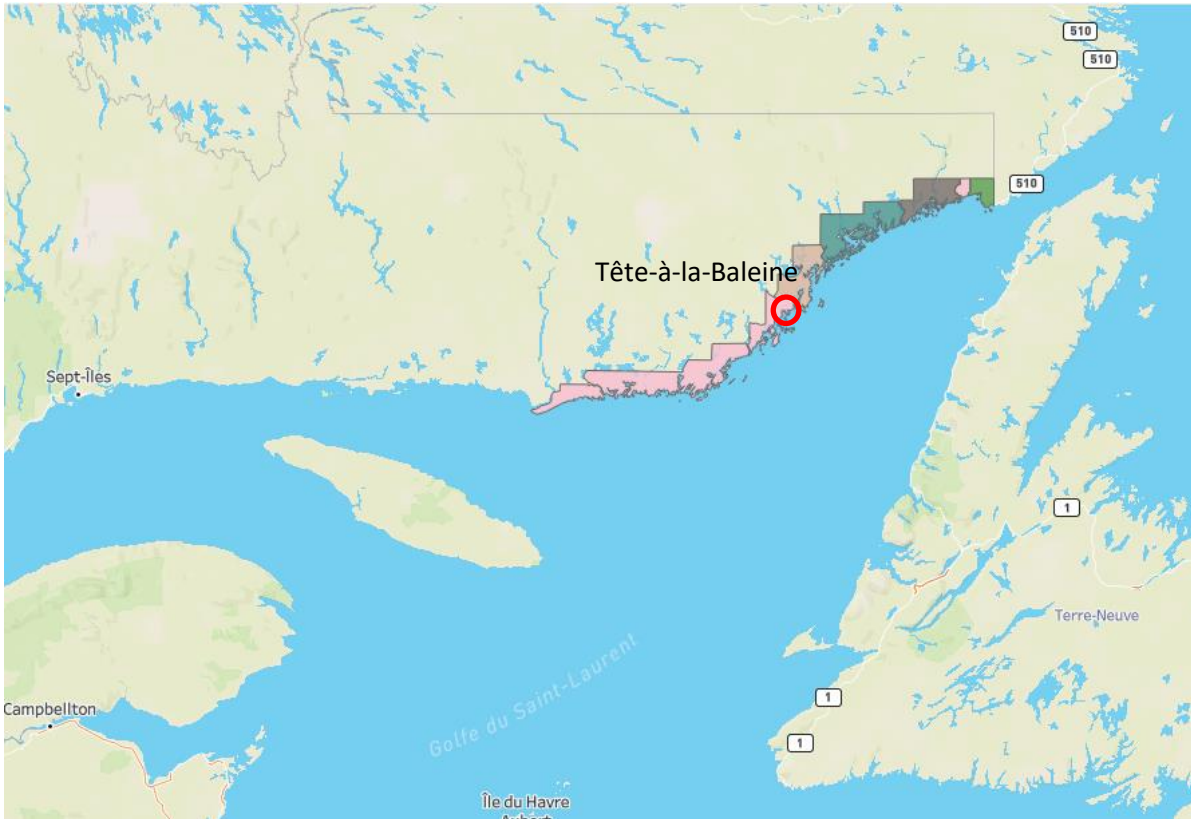 510
510
510
Tête-à-la-Baleine
Sept-Îles
1
Terre-Neuve
Golfe du Saint-Laurent
Campbellton
1
1
Île du Havre
Aubert